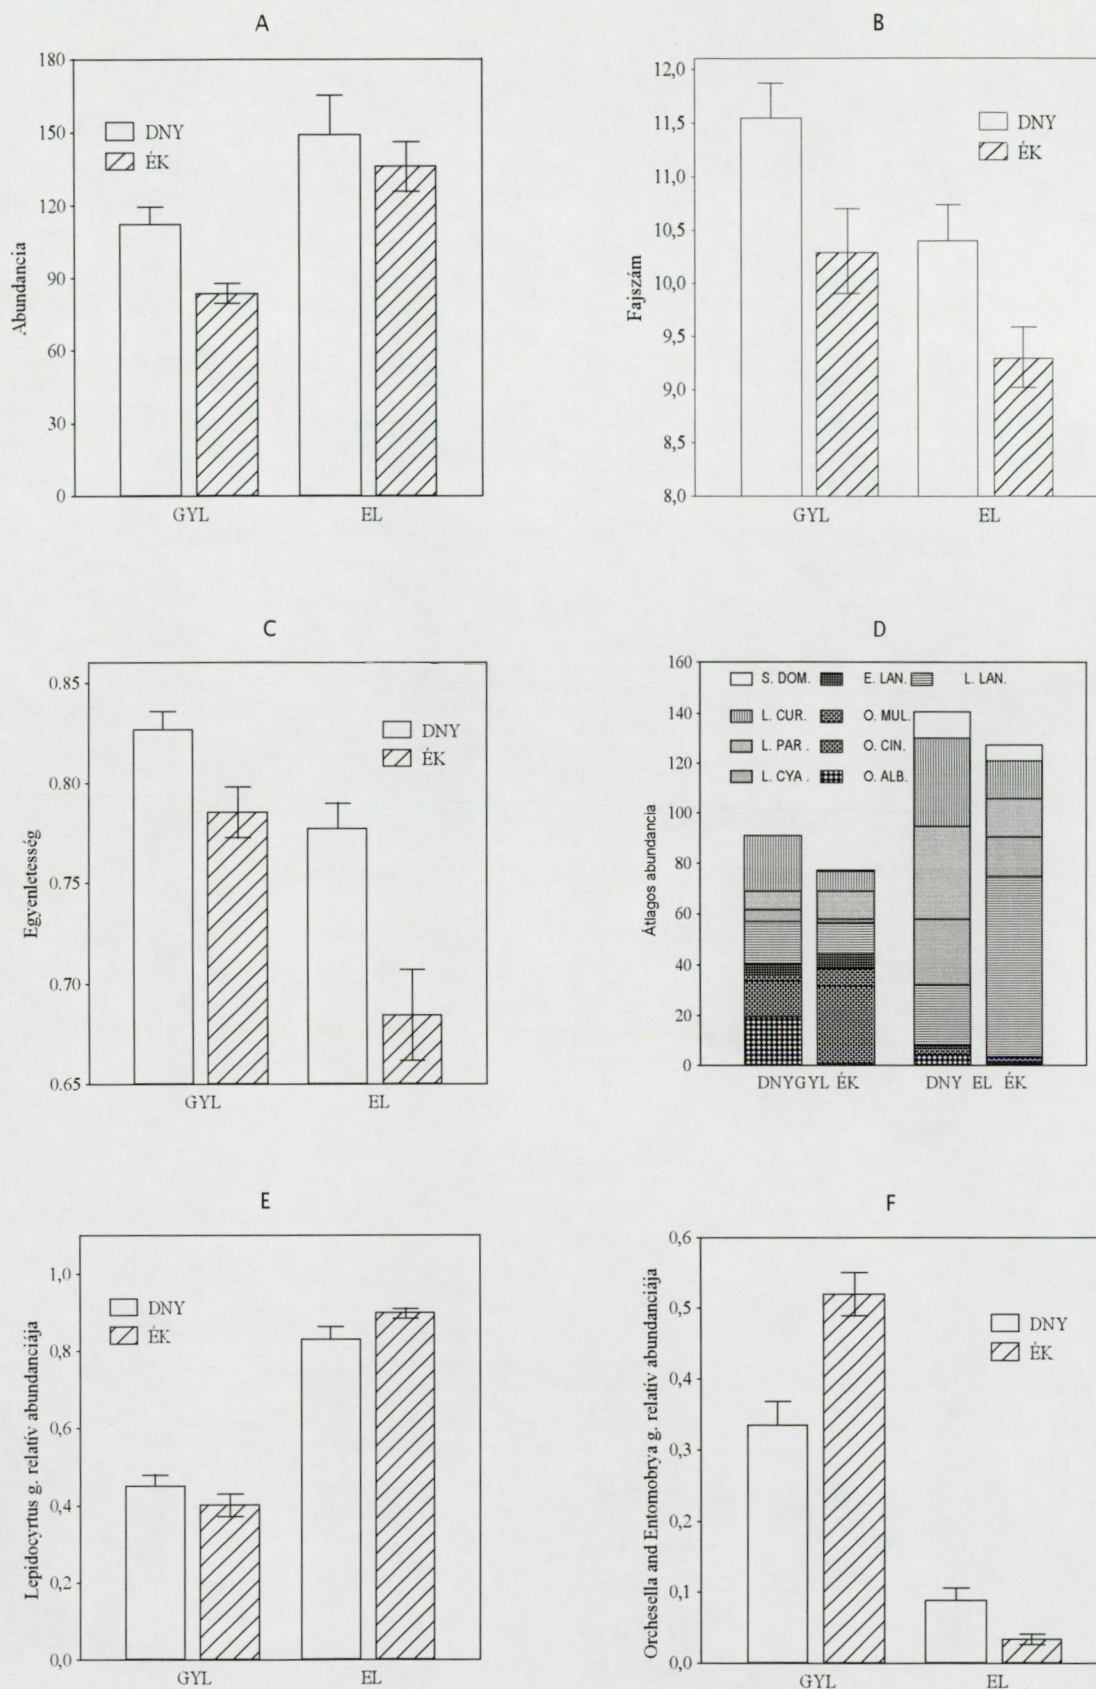 A
180
150
120
90
60
30
0
Abundancia
DNY
ÉK
GYL EL
B
12,0
11,5
11,0
10,5
10,0
9,5
9,0
8,5
8,0
Fajszám
DNY
ÉK
GYL EL
C
0.85
0.80
0.75
0.70
0.65
Egyenletesség
DNY
ÉK
GYL EL
D
160
140
120
100
80
60
40
20
0
Átlagos abundancia
S. DOM. E. LAN. L. LAN.
L. CUR. O. MUL.
L. PAR . O. CIN.
L. CYA . O. ALB.
DNYGYL ÉK DNY EL ÉK
E
1,0
0,8
0,6
0,4
0,2
0,0
Lepidocyrtus g. relatív abundanciája
DNY
ÉK
GYL EL
F
0,6
0,5
0,4
0,3
0,2
0,1
0,0
Orchesella and Entomobrya g. relatív abundanciája
DNY
ÉK
GYL EL